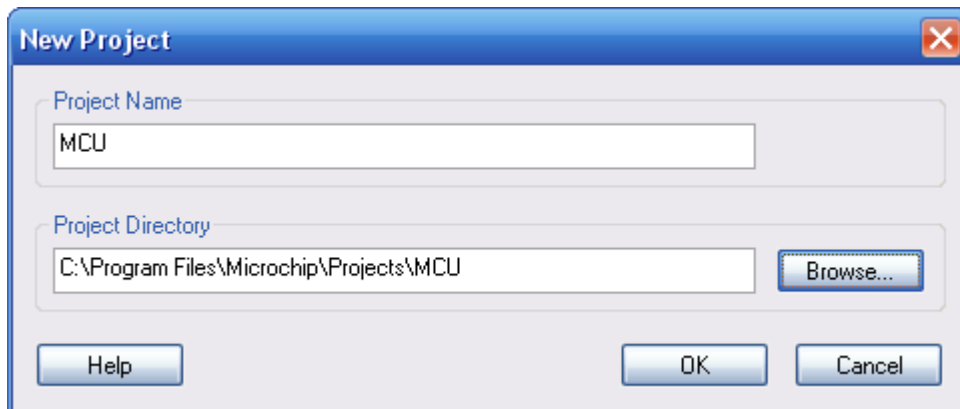 New Project
Project Name
MCU
Project Directory
C:\Program Files\Microchip\Projects\MCU
Browse...
Help
OK
Cancel